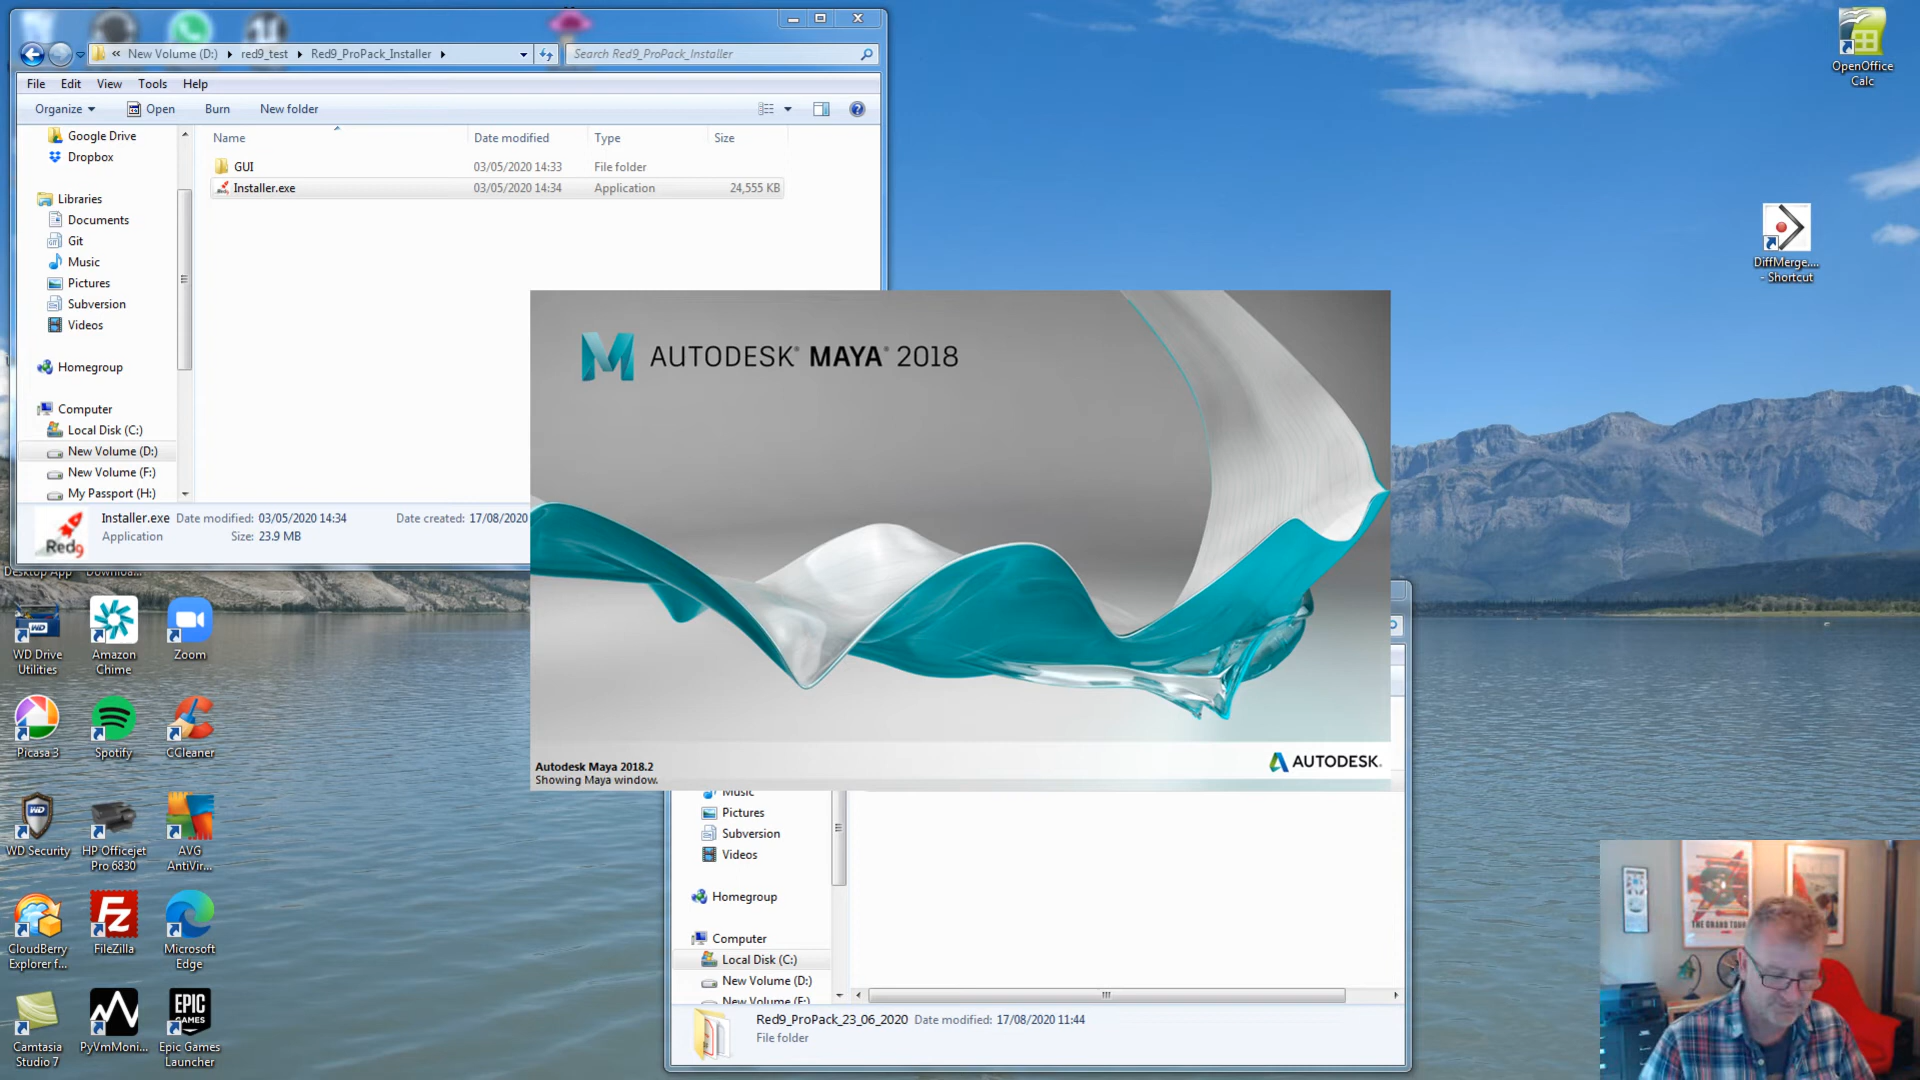 « New Volume (D:) red9_test Red9_ProPack_Installer
Search Red9_ProPack_Installer
File Edit View Tools Help
Organize Open Burn New folder
Name Date modified Type Size
Google Drive
Dropbox
Libraries
Documents
Git
Music
Pictures
Subversion
Videos
Homegroup
Computer
Local Disk (C:)
New Volume (D:)
New Volume (F:)
My Passport (H:)
GUI 03/05/2020 14:33 File folder
Installer.exe 03/05/2020 14:34 Application 24,555 KB
Red9
Installer.exe Date modified: 03/05/2020 14:34 Date created: 17/08/2020
Application Size: 23.9 MB
AUTODESK® MAYA® 2018
Autodesk Maya 2018.2
Showing Maya window.
AUTODESK.
OpenOffice
Calc
DiffMerge....
- Shortcut
Desktop App Downloa...
WD Drive
Utilities
Amazon
Chime
Zoom
Picasa 3
Spotify
CCleaner
WD Security
HP Officejet
Pro 6830
AVG
AntiVir...
CloudBerry
Explorer f...
FileZilla
Microsoft
Edge
Camtasia
Studio 7
PyVmMoni...
EPIC
GAMES
Epic Games
Launcher
Music
Pictures
Subversion
Videos
Homegroup
Computer
Local Disk (C:)
New Volume (D:)
New Volume (F:)
Red9_ProPack_23_06_2020 Date modified: 17/08/2020 11:44
File folder
THE GRAND TOUR